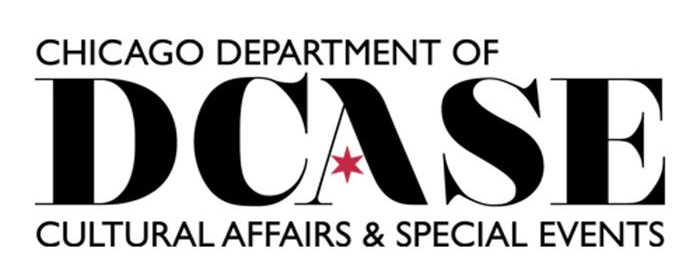 CHICAGO DEPARTMENT OF
DCASE
CULTURAL AFFAIRS & SPECIAL EVENTS